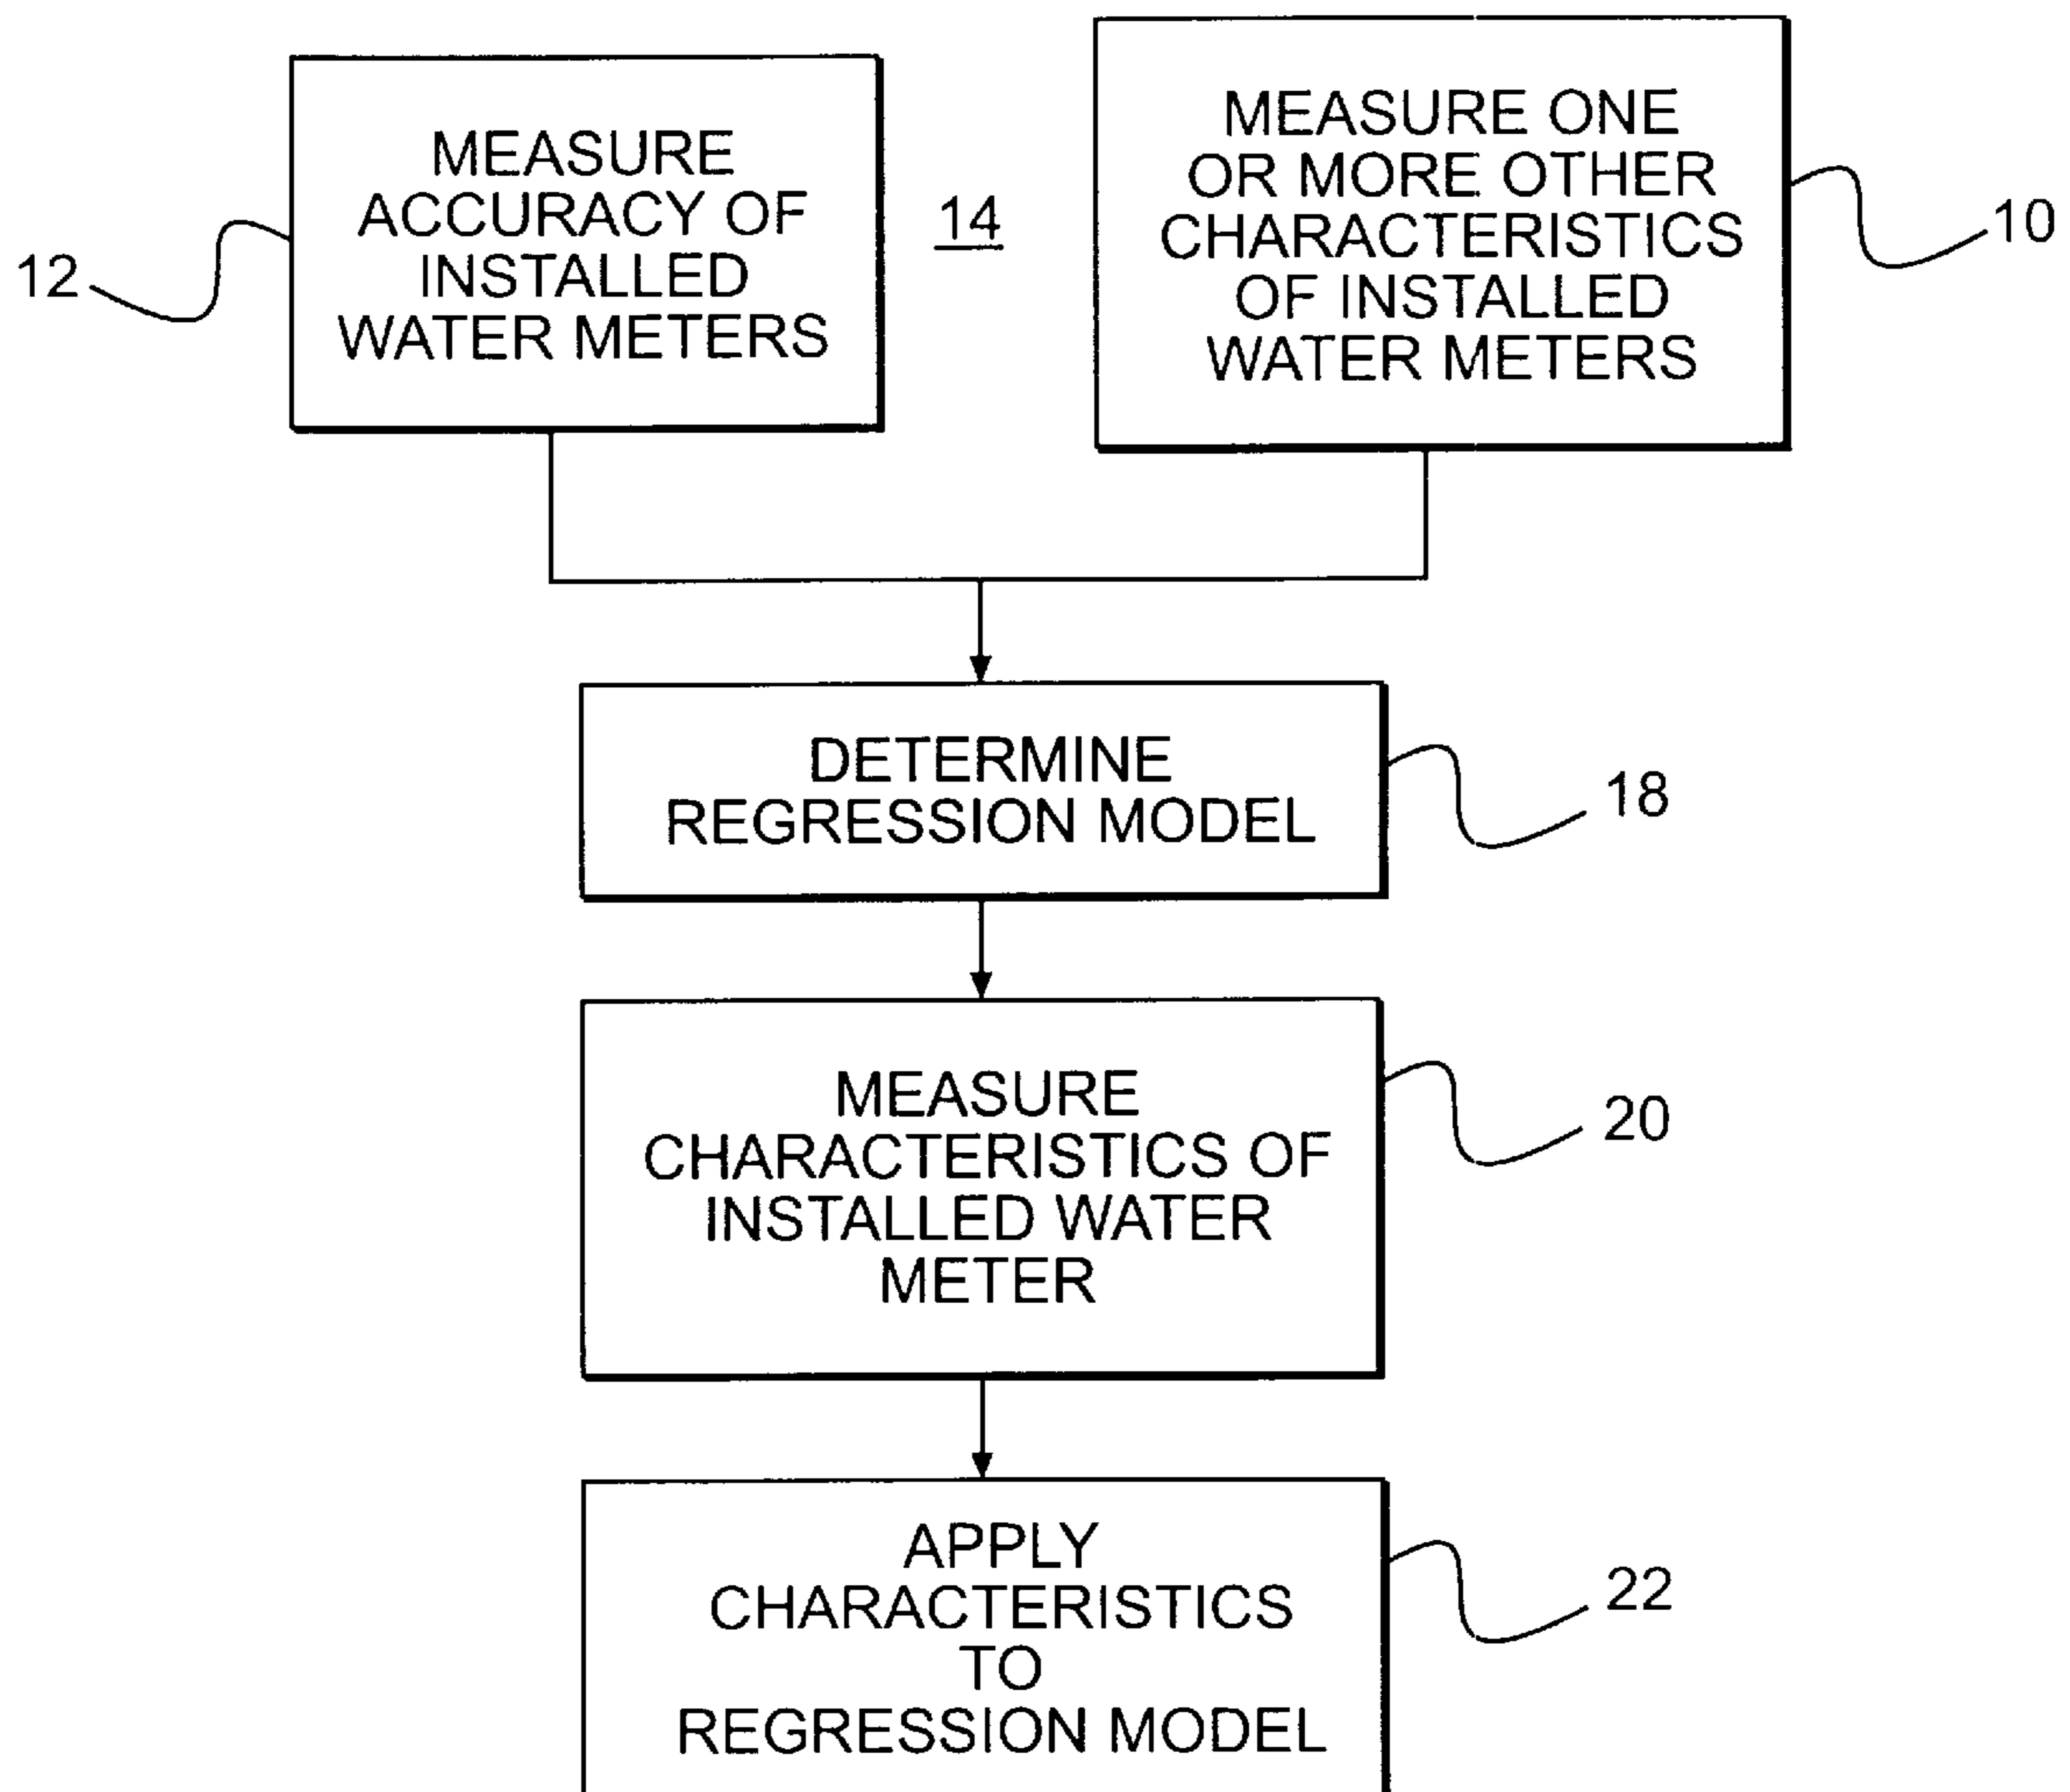 MEASURE
ACCURACY OF
INSTALLED
WATER METERS
12
14
MEASURE ONE
OR MORE OTHER
CHARACTERISTICS
OF INSTALLED
WATER METERS
10
DETERMINE
REGRESSION MODEL
18
MEASURE
CHARACTERISTICS OF
INSTALLED WATER
METER
20
APPLY
CHARACTERISTICS
TO
REGRESSION MODEL
22